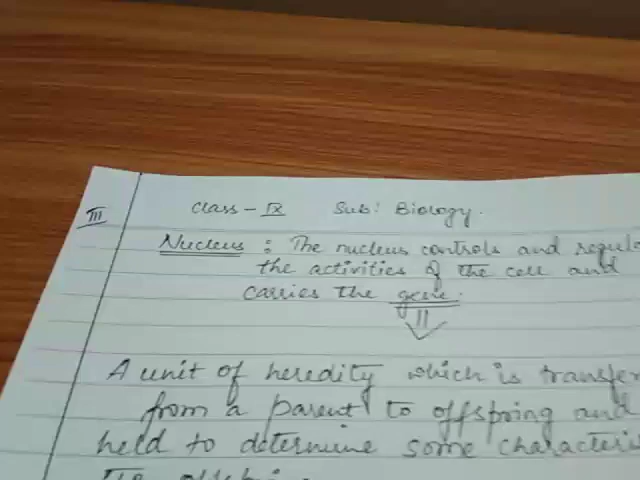 III
Class - IX Sub: Biology.
Nucleus : The nucleus controls and
the activities of the cell and
carries the gene.
A unit of heredity which is
from a parent to offspring and
held to determine some